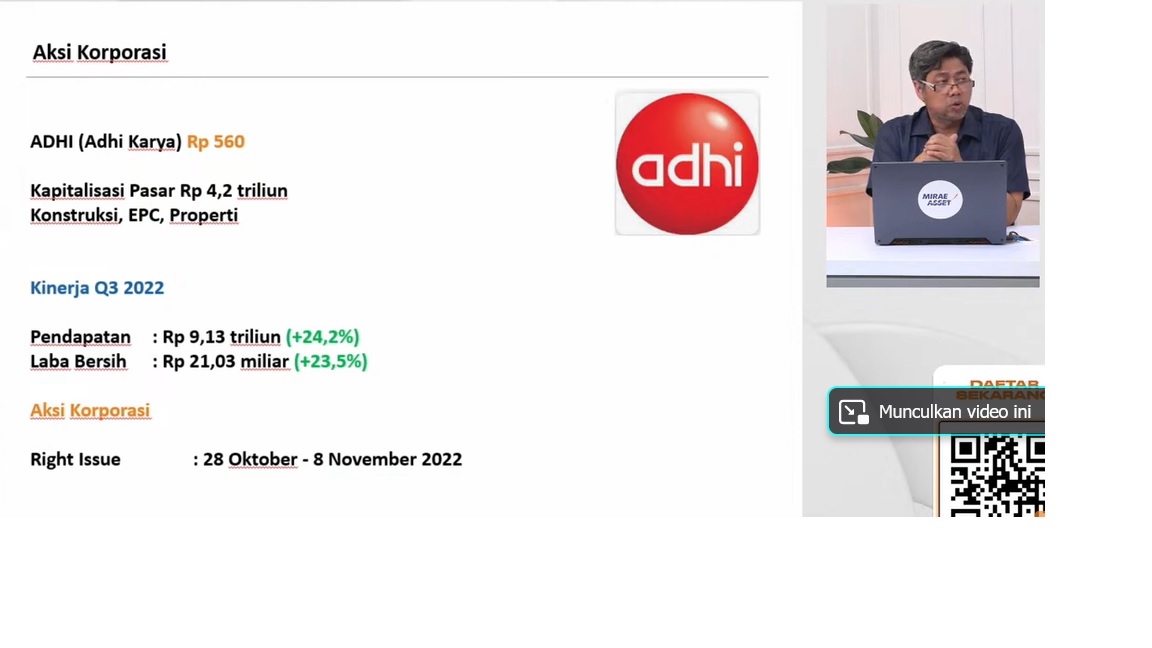 Aksi Korporasi
ADHI (Adhi Karya) Rp 560
adhi
Kapitalisasi Pasar Rp 4,2 triliun
Konstruksi, EPC, Properti
Kinerja Q3 2022
Pendapatan : Rp 9,13 triliun (+24,2%)
Laba Bersih : Rp 21,03 miliar (+23,5%)
Aksi Korporasi
Right Issue : 28 Oktober - 8 November 2022
MIRAE
ASSET
DAFTAR
SEKARANG
Munculkan video ini